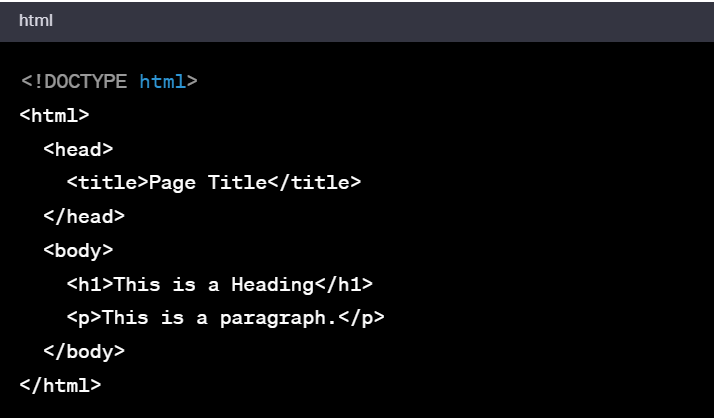 html
<!DOCTYPE html>
<html>
  <head>
    <title>Page Title</title>
  </head>
  <body>
    <h1>This is a Heading</h1>
    <p>This is a paragraph.</p>
  </body>
</html>